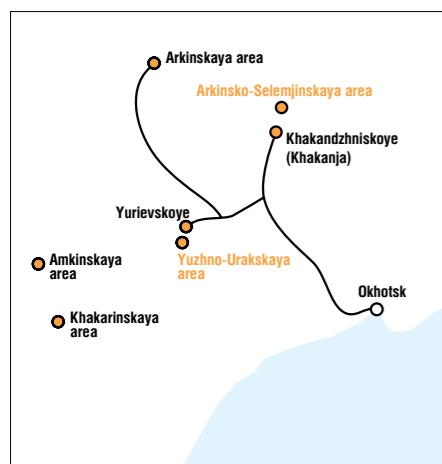 Arkinskaya area
Arkinsko-Selemjinskaya area
Khakandzhniskoye
(Khakanja)
Yurievskoye
Yuzhno-Urakskaya
area
Amkinskaya
area
Okhotsk
Khakarinskaya
area